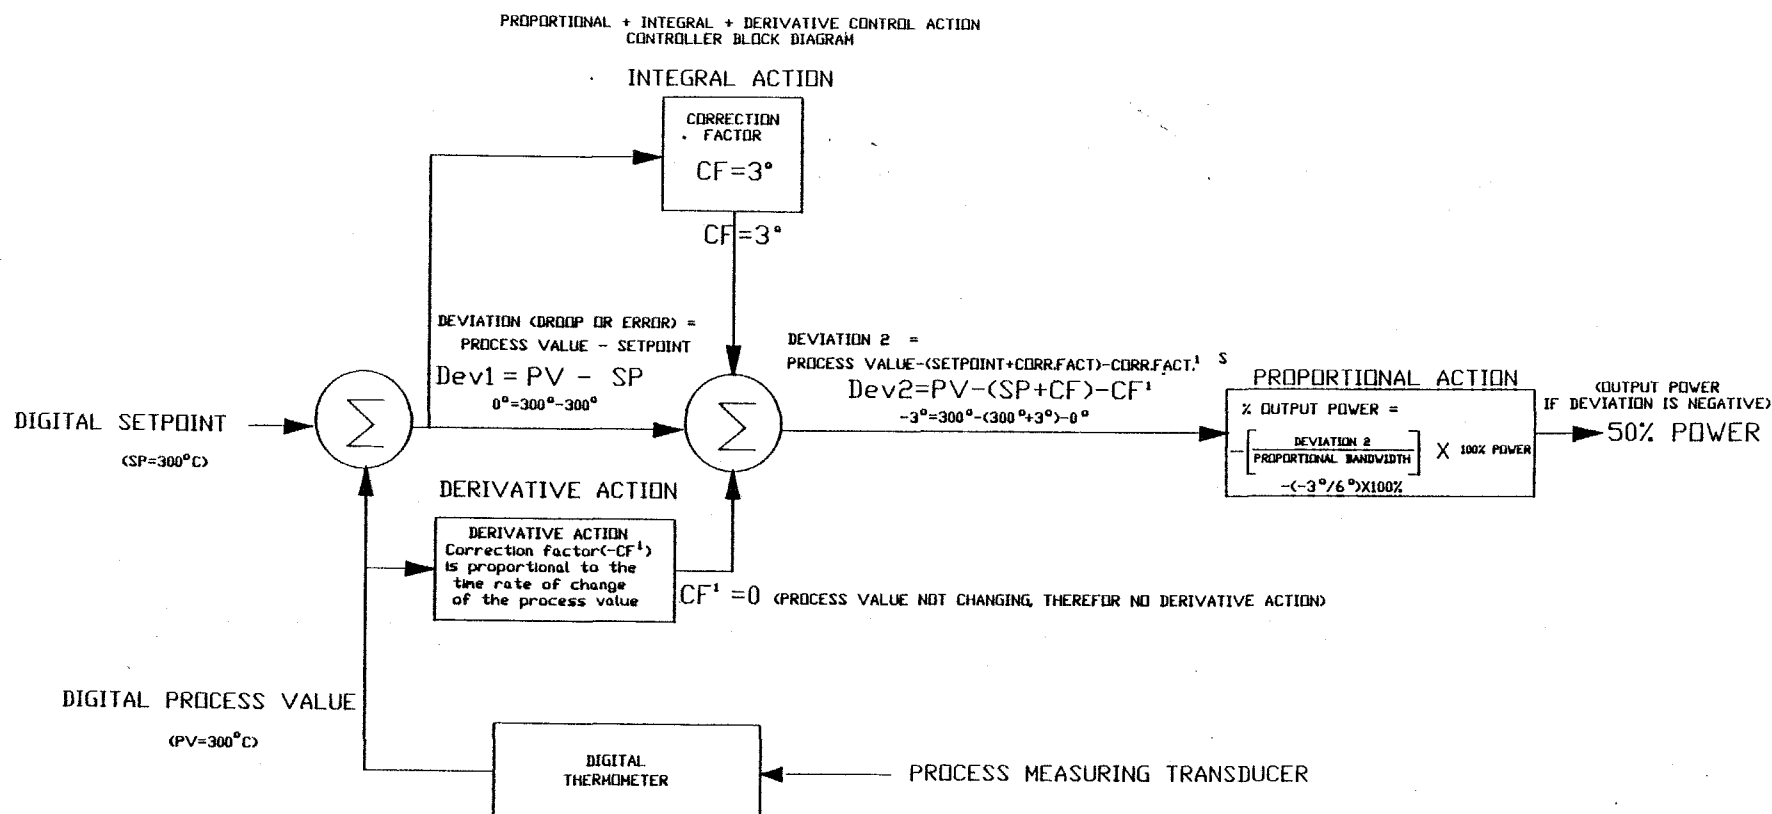 PROPORTIONAL + INTEGRAL + DERIVATIVE CONTROL ACTION
CONTROLLER BLOCK DIAGRAM
INTEGRAL ACTION
CORRECTION
FACTOR
CF=3°
CF=3°
DEVIATION (DROOP OR ERROR) =
PROCESS VALUE - SETPOINT
Dev1 = PV - SP
0°=300°-300°
DEVIATION 2 =
PROCESS VALUE-(SETPOINT+CORR.FACT)-CORR.FACT.¹ S
Dev2=PV-(SP+CF)-CF¹
-3°=300°-(300°+3°)-0°
PROPORTIONAL ACTION
% OUTPUT POWER =
-[DEVIATION 2 / PROPORTIONAL BANDWIDTH] X 100% POWER
-(-3°/6°)X100%
(OUTPUT POWER
IF DEVIATION IS NEGATIVE)
50% POWER
DIGITAL SETPOINT
(SP=300°C)
Σ
Σ
DERIVATIVE ACTION
DERIVATIVE ACTION
Correction factor(-CF¹)
is proportional to the
time rate of change
of the process value
CF¹ =0 (PROCESS VALUE NOT CHANGING, THEREFOR NO DERIVATIVE ACTION)
DIGITAL PROCESS VALUE
(PV=300°C)
DIGITAL
THERMOMETER
PROCESS MEASURING TRANSDUCER